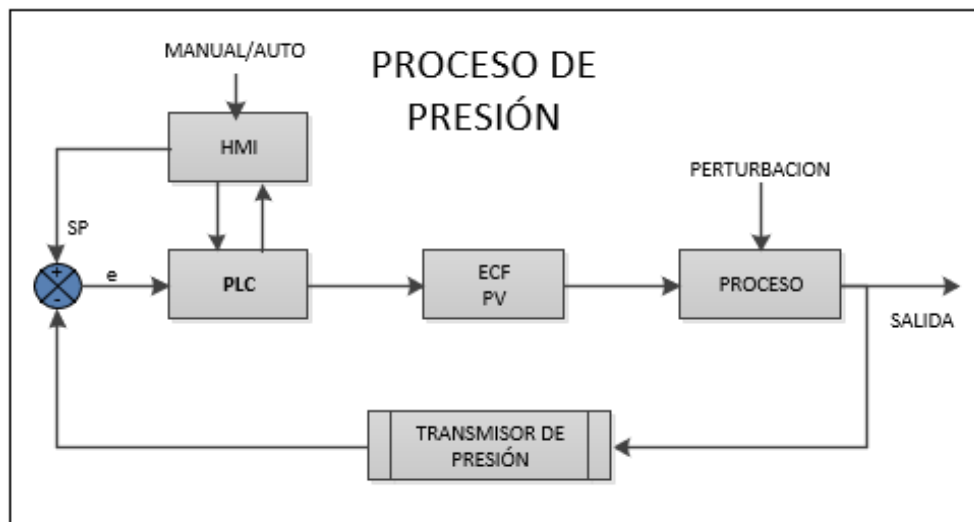 MANUAL/AUTO
PROCESO DE
PRESIÓN
HMI
PERTURBACION
SP
+
-
e
PLC
ECF
PV
PROCESO
SALIDA
TRANSMISOR DE
PRESIÓN